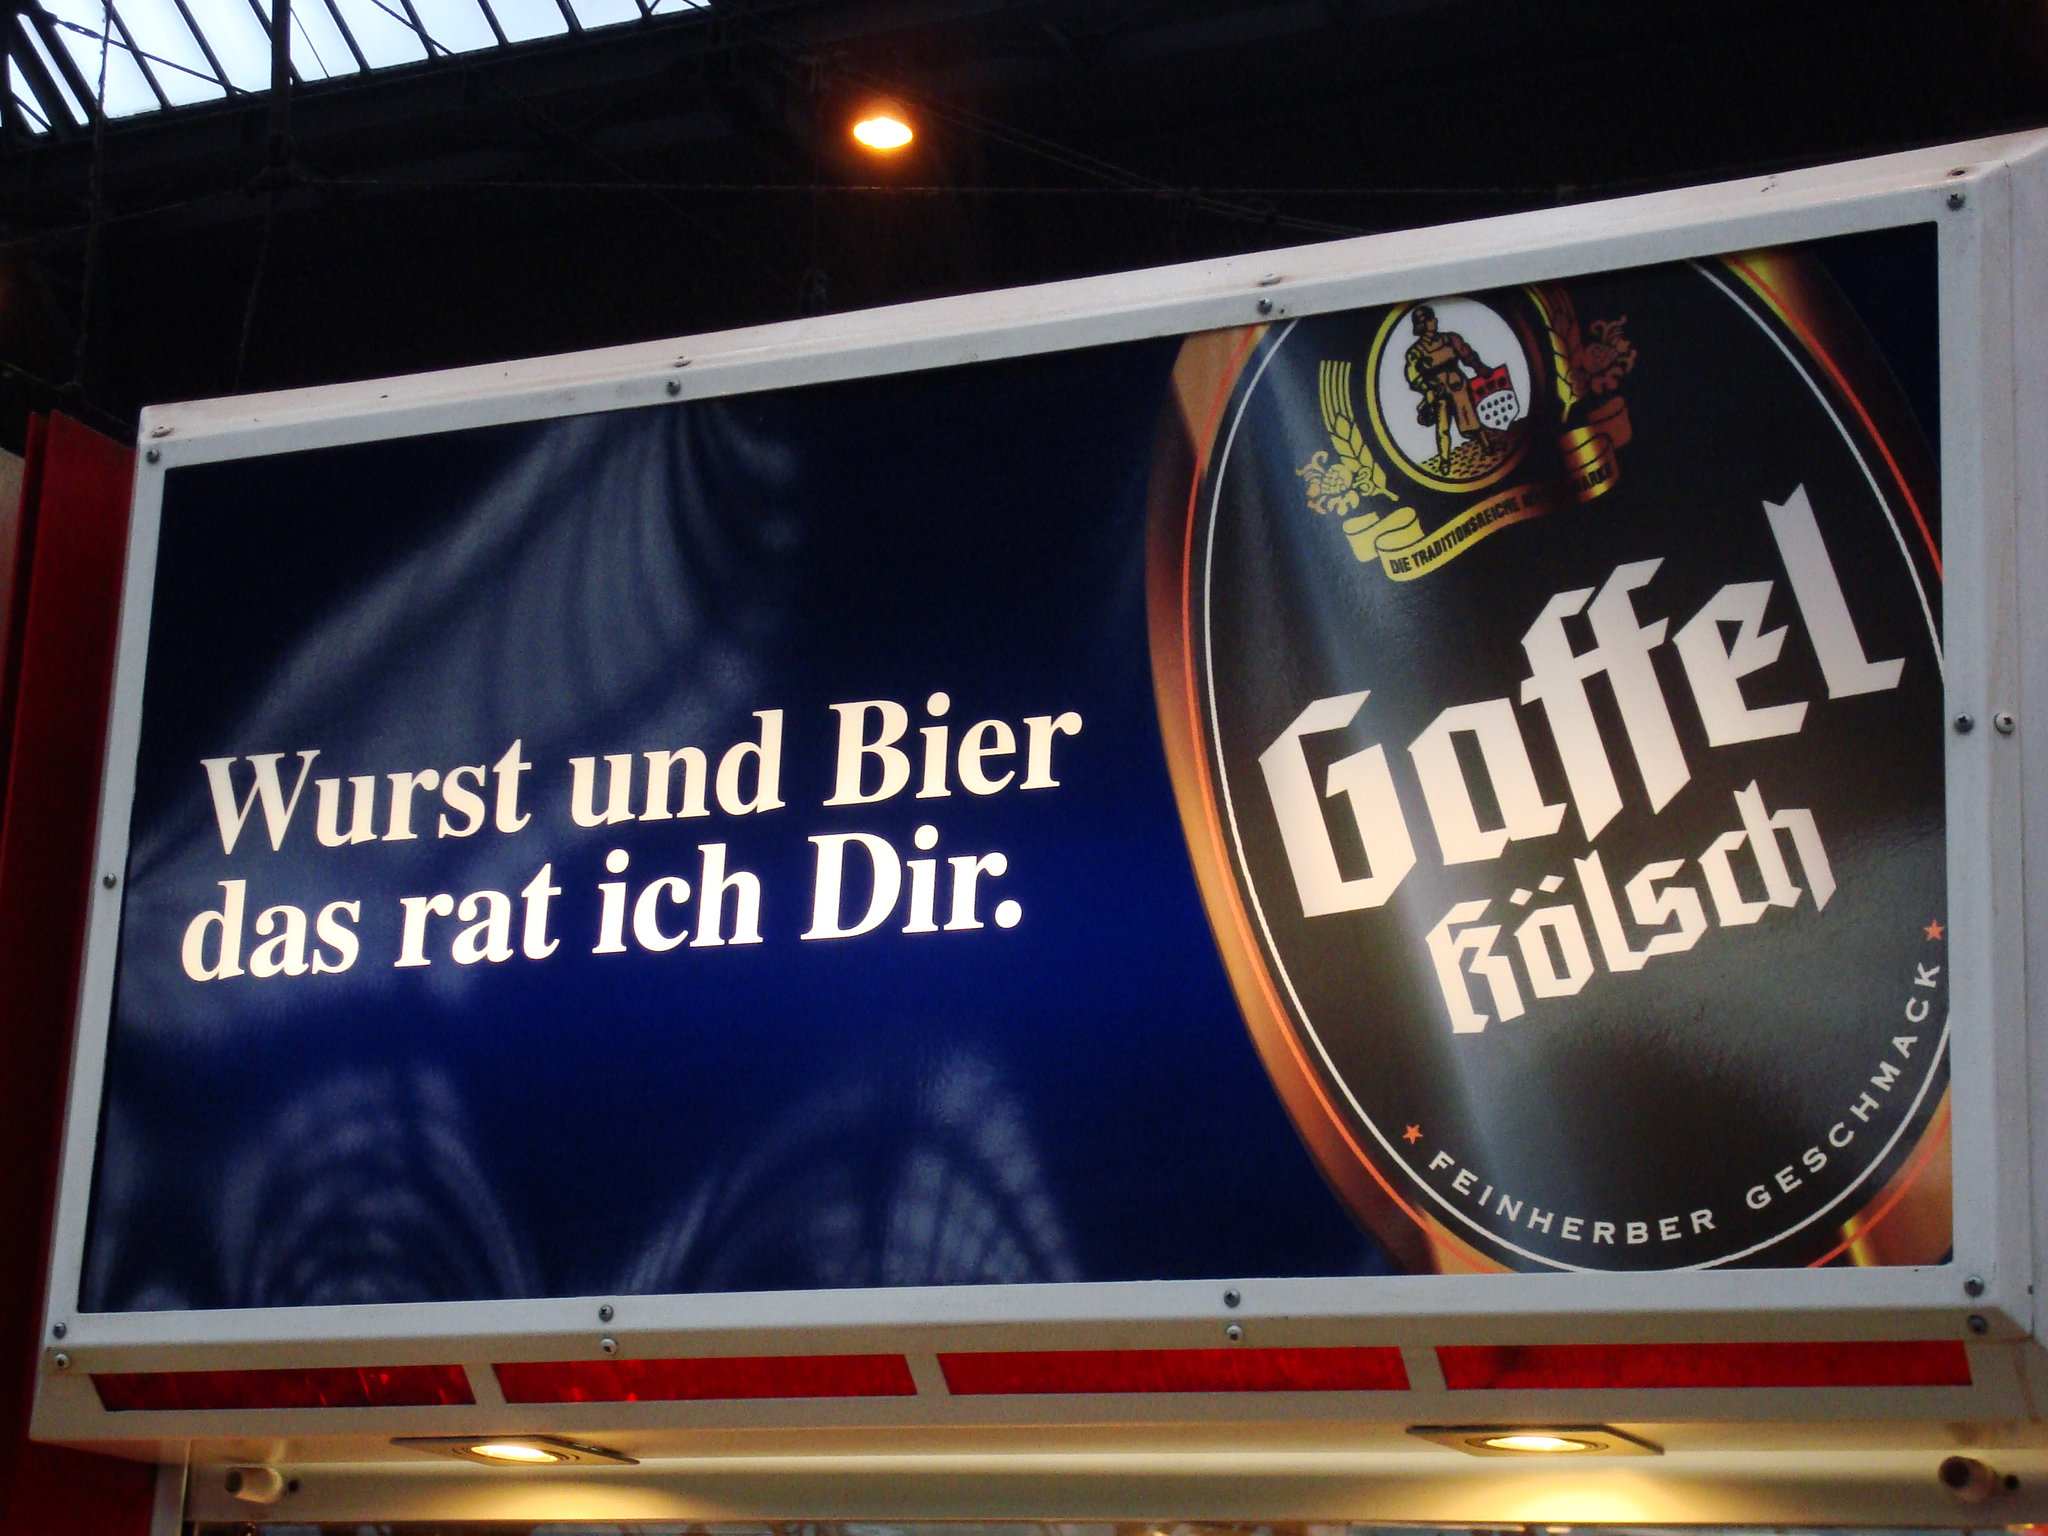 Wurst und Bier
das rat ich Dir.
DIE TRADITIONSREICHE
Gaffel
Kölsch
★ FEINHERBER GESCHMACK ★